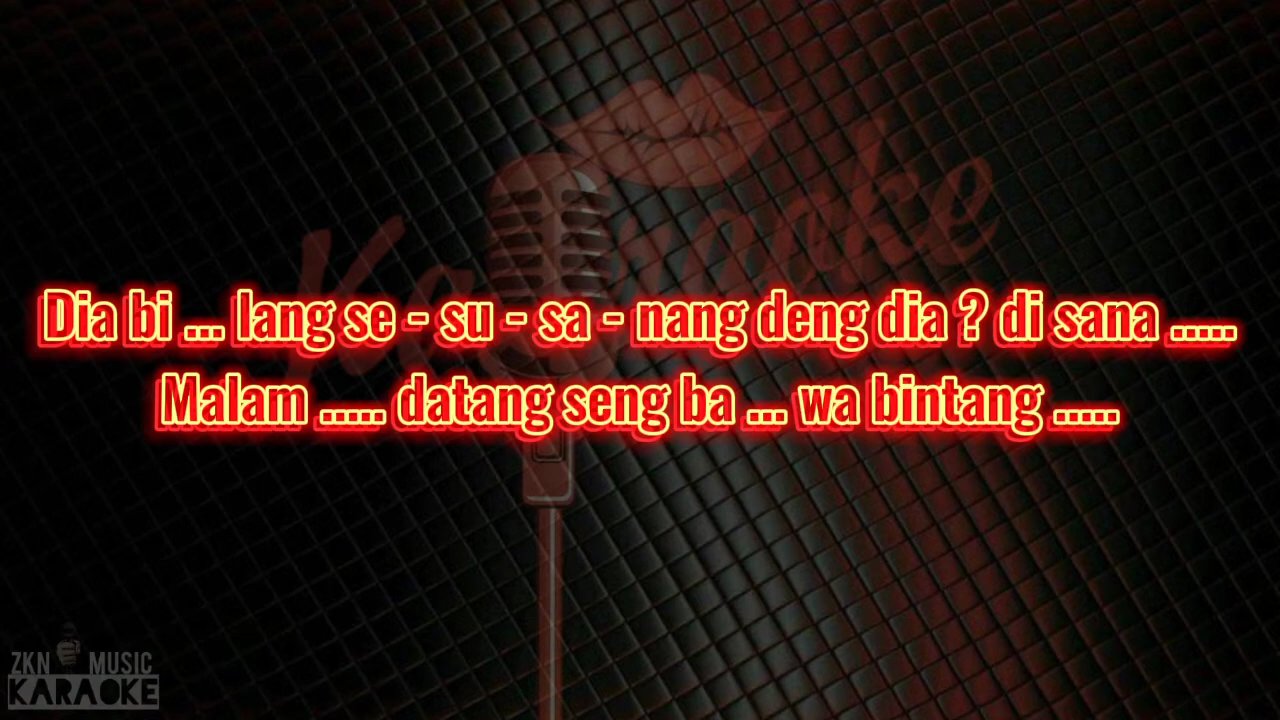 Karaoke
Dia bi ... lang se - su - sa - nang deng dia ? di sana .....
Malam ..... datang seng ba ... wa bintang .....
ZKN MUSIC
KARAOKE